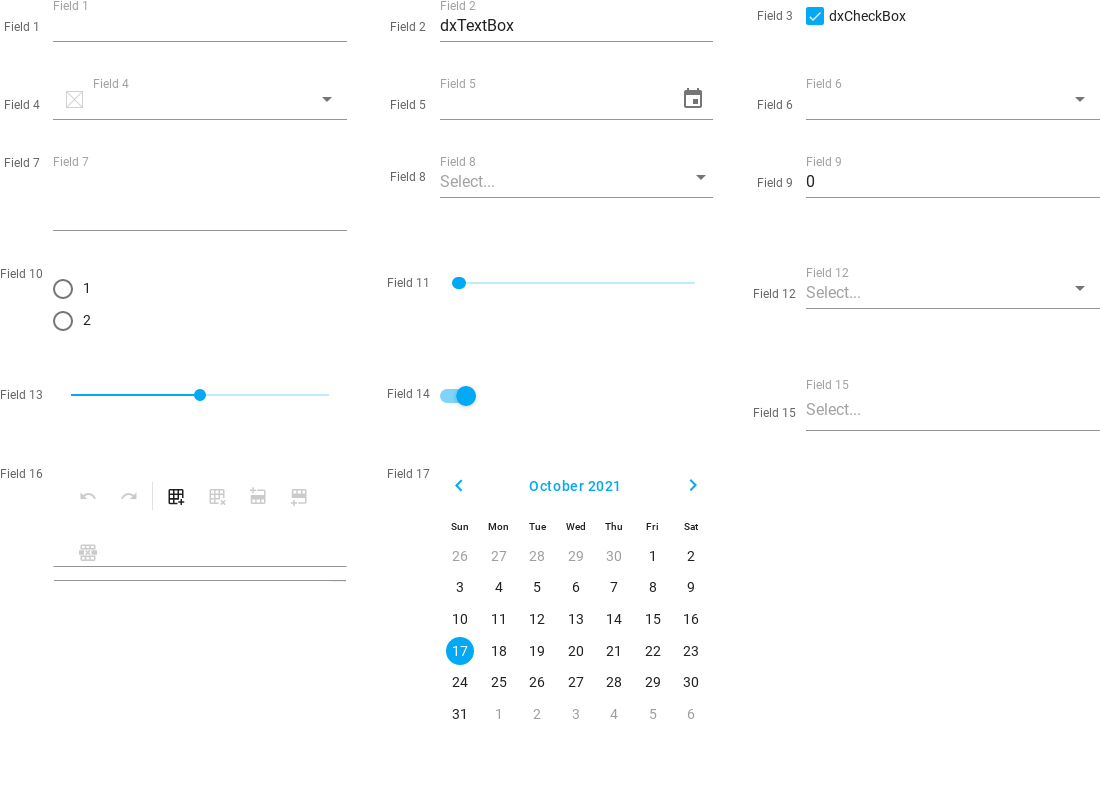 Field 1
Field 1
Field 2
Field 2
dxTextBox
Field 3
dxCheckBox
Field 4
Field 4
Field 5
Field 5
Field 6
Field 6
Field 7
Field 7
Field 8
Field 8
Select...
Field 9
Field 9
0
Field 10
1
2
Field 11
Field 12
Field 12
Select...
Field 13
Field 14
Field 15
Field 15
Select...
Field 16
Field 17
October 2021
Sun Mon Tue Wed Thu Fri Sat
26 27 28 29 30 1 2
3 4 5 6 7 8 9
10 11 12 13 14 15 16
17 18 19 20 21 22 23
24 25 26 27 28 29 30
31 1 2 3 4 5 6